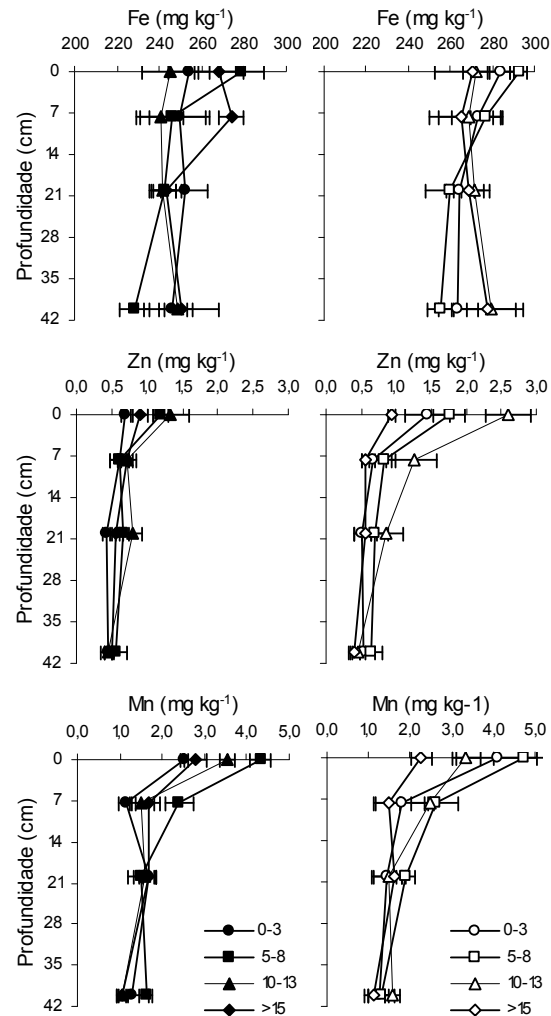 Fe (mg kg-1)
200 220 240 260 280 300
0
7
14
21
28
35
42
Profundidade (cm)
Fe (mg kg-1)
200 220 240 260 280 300
Zn (mg kg-1)
0,0 0,5 1,0 1,5 2,0 2,5 3,0
0
7
14
21
28
35
42
Profundidade (cm)
Zn (mg kg-1)
0,0 0,5 1,0 1,5 2,0 2,5 3,0
Mn (mg kg-1)
0,0 1,0 2,0 3,0 4,0 5,0
0
7
14
21
28
35
42
Profundidade (cm)
0-3
5-8
10-13
>15
Mn (mg kg-1)
0,0 1,0 2,0 3,0 4,0 5,0
0-3
5-8
10-13
>15